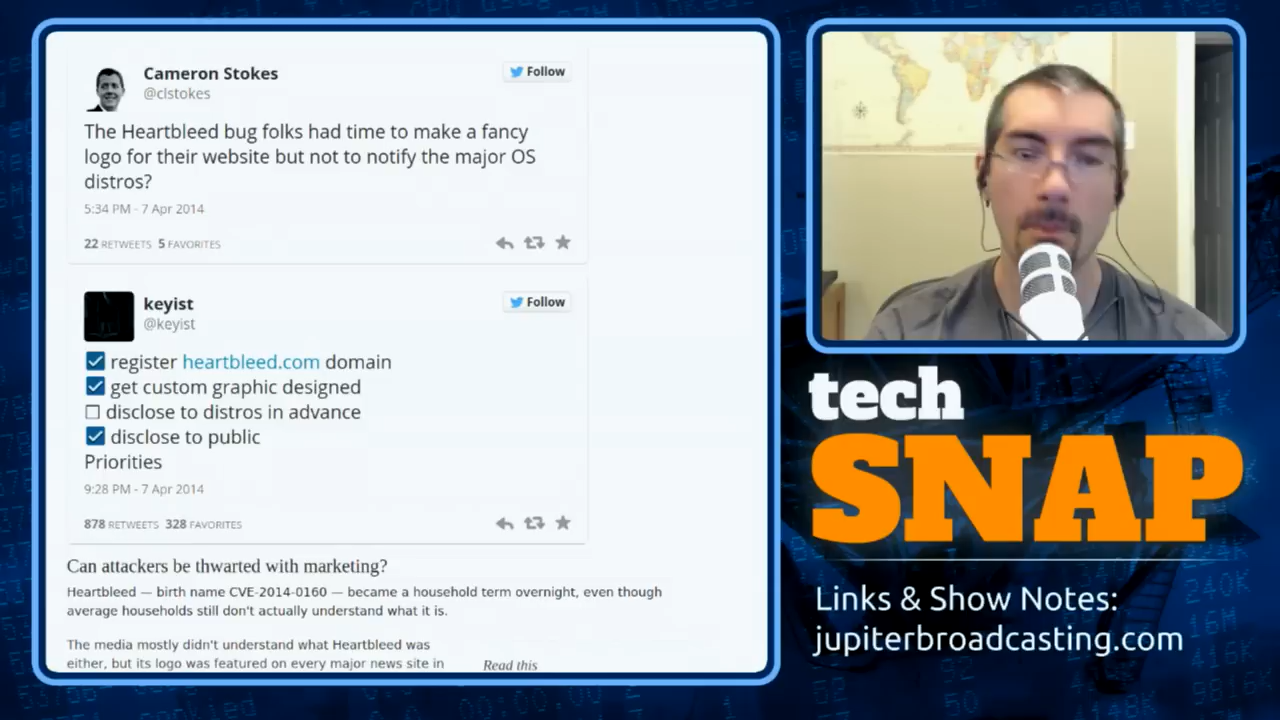 Cameron Stokes
Follow
@clstokes
The Heartbleed bug folks had time to make a fancy
logo for their website but not to notify the major OS
distros?
5:34 PM - 7 Apr 2014
22 RETWEETS 5 FAVORITES
keyist
Follow
@keyist
☑ register heartbleed.com domain
☑ get custom graphic designed
☐ disclose to distros in advance
☑ disclose to public
Priorities
9:28 PM - 7 Apr 2014
878 RETWEETS 328 FAVORITES
Can attackers be thwarted with marketing?
Heartbleed — birth name CVE-2014-0160 — became a household term overnight, even though
average households still don't actually understand what it is.
The media mostly didn't understand what Heartbleed was
either, but its logo was featured on every major news site in
Read this
tech
SNAP
Links & Show Notes:
jupiterbroadcasting.com